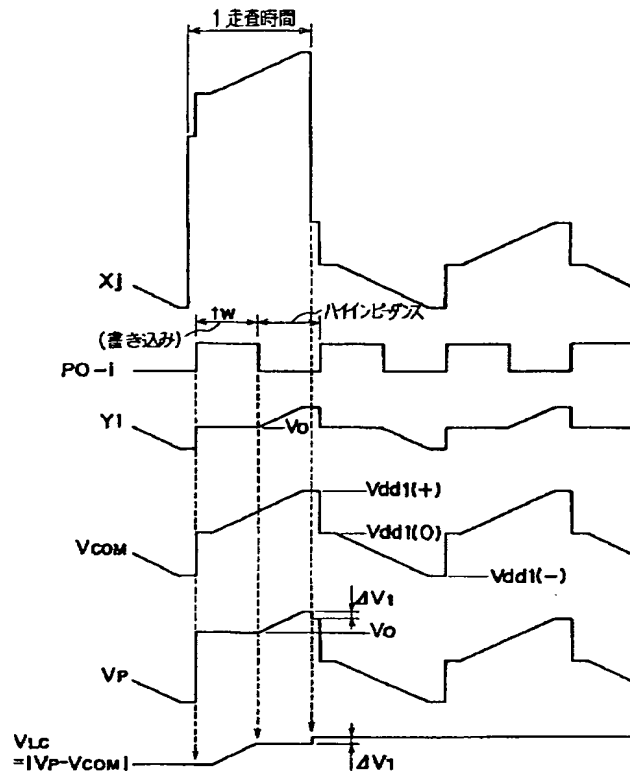 1走査時間
Xj
tw
ハイインピーダンス
(書き込み)
PO-i
Yi
Vo
Vdd1(+)
VCOM
Vdd1(0)
Vdd1(-)
ΔV1
Vo
VP
VLC
=|VP-VCOM|
ΔV1